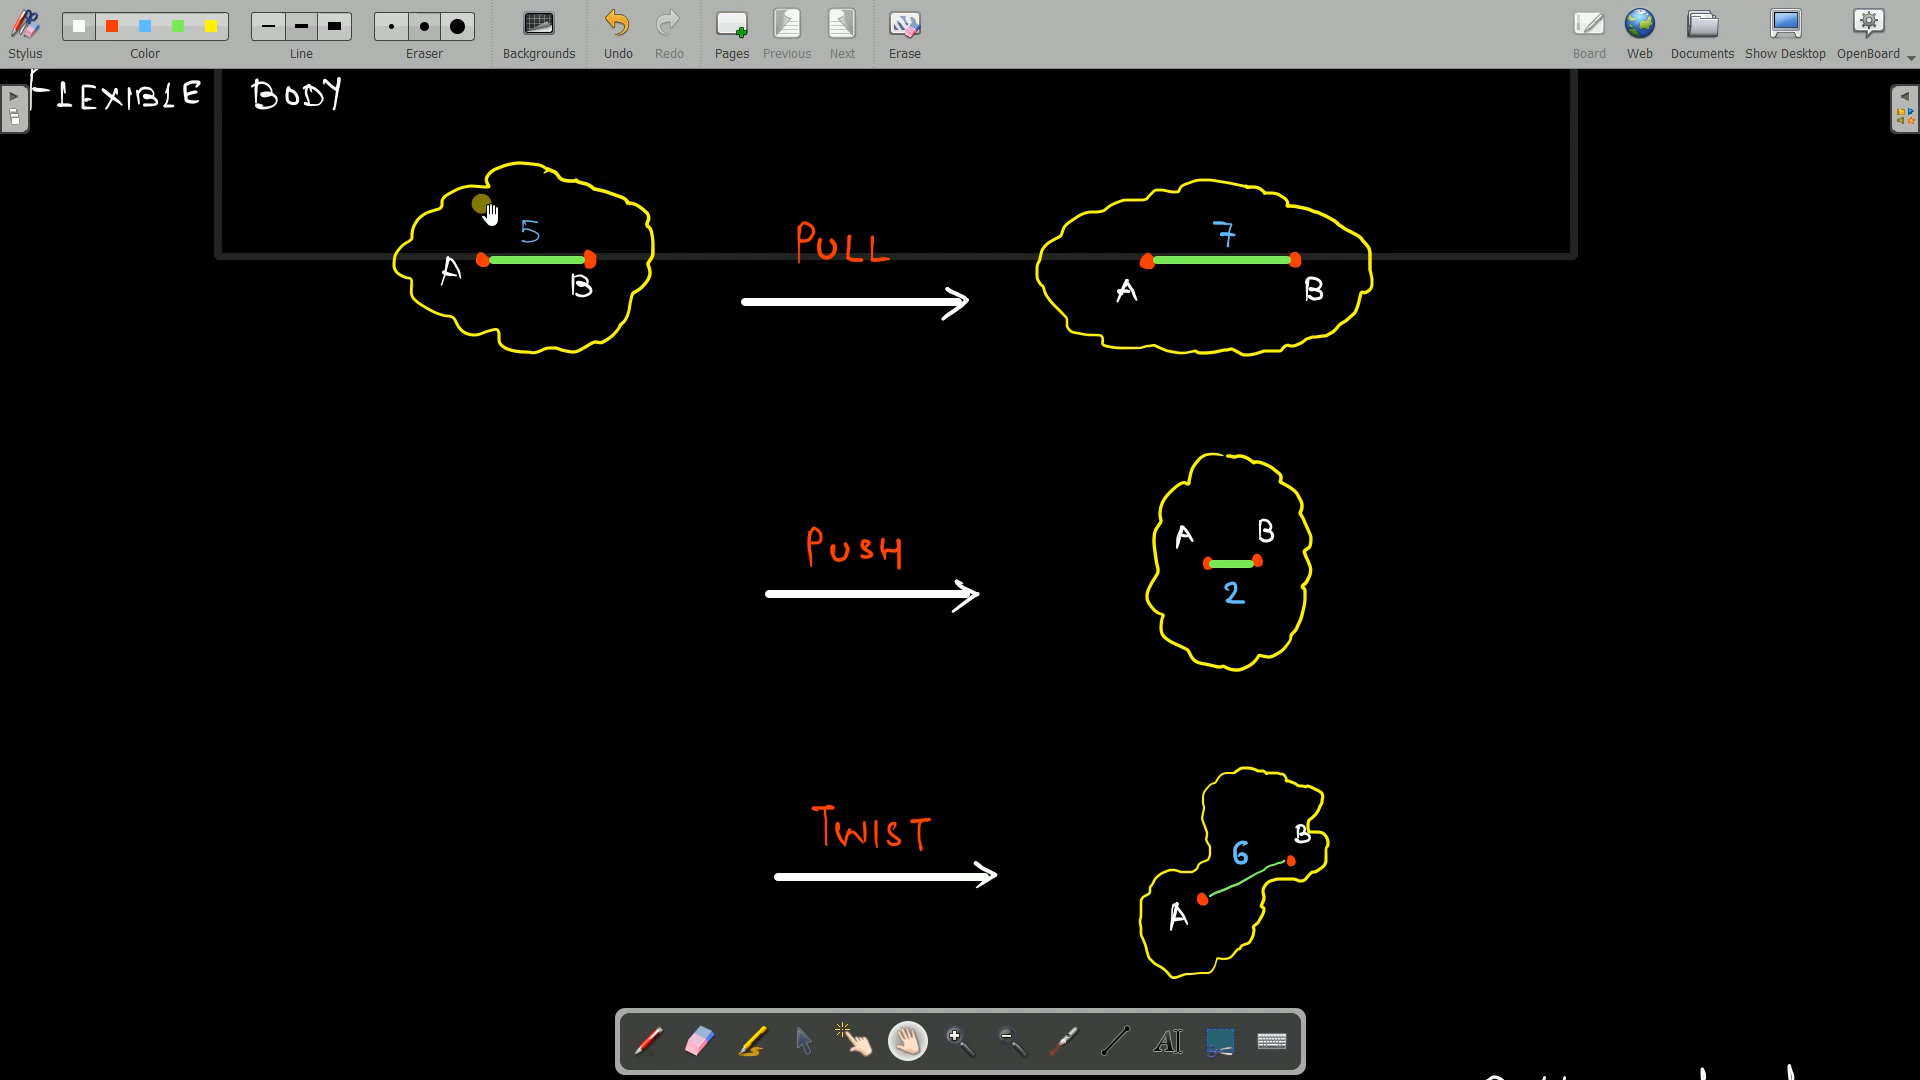 Stylus Color Line Eraser Backgrounds Undo Redo Pages Previous Next Erase Board Web Documents Show Desktop OpenBoard
FLEXIBLE BODY
5
A B
PULL
7
A B
PUSH
A B
2
TWIST
6 B
A